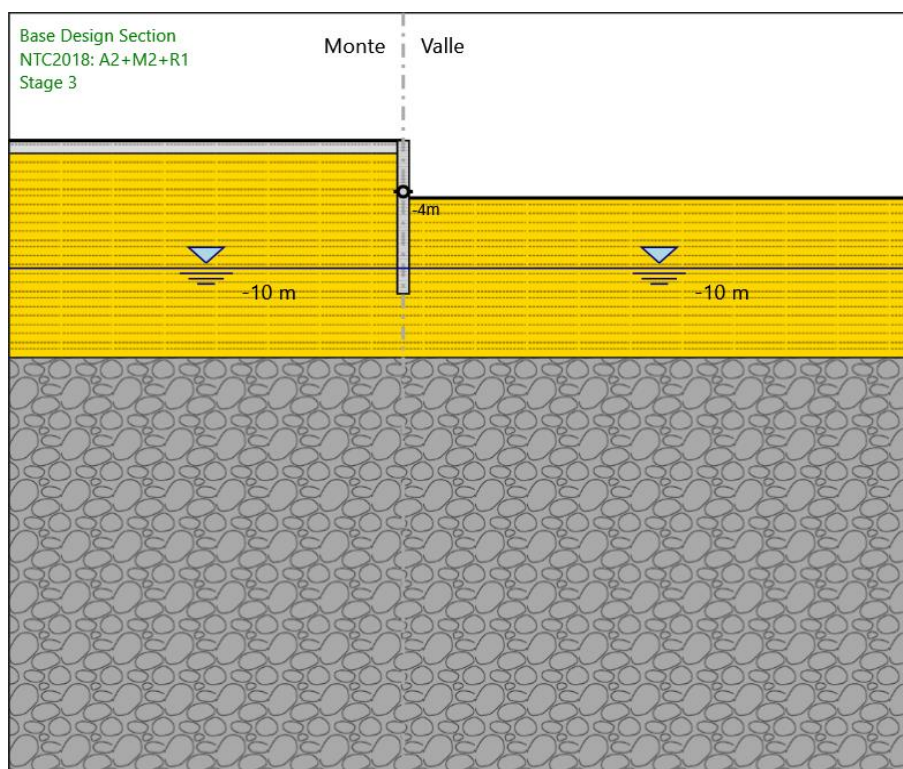 Base Design Section
NTC2018: A2+M2+R1
Stage 3
Monte
Valle
-4m
-10 m
-10 m